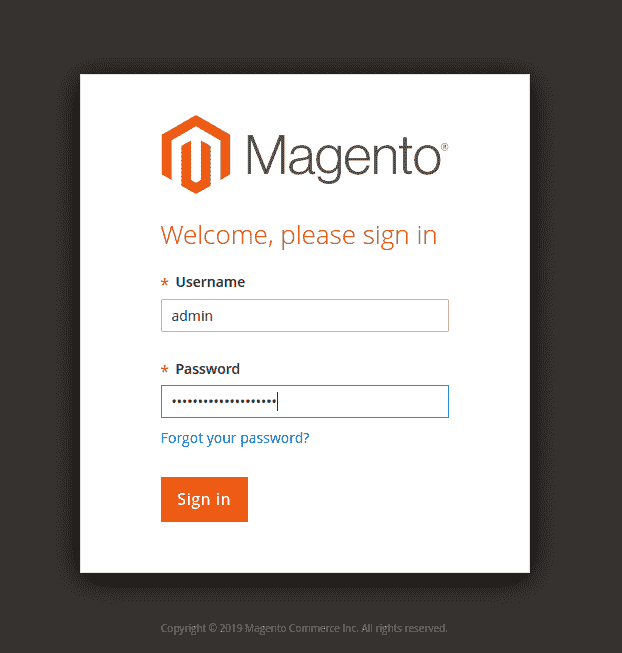 Magento®
Welcome, please sign in
* Username
admin
* Password
••••••••••••••••••••
Forgot your password?
Sign in
Copyright © 2019 Magento Commerce Inc. All rights reserved.